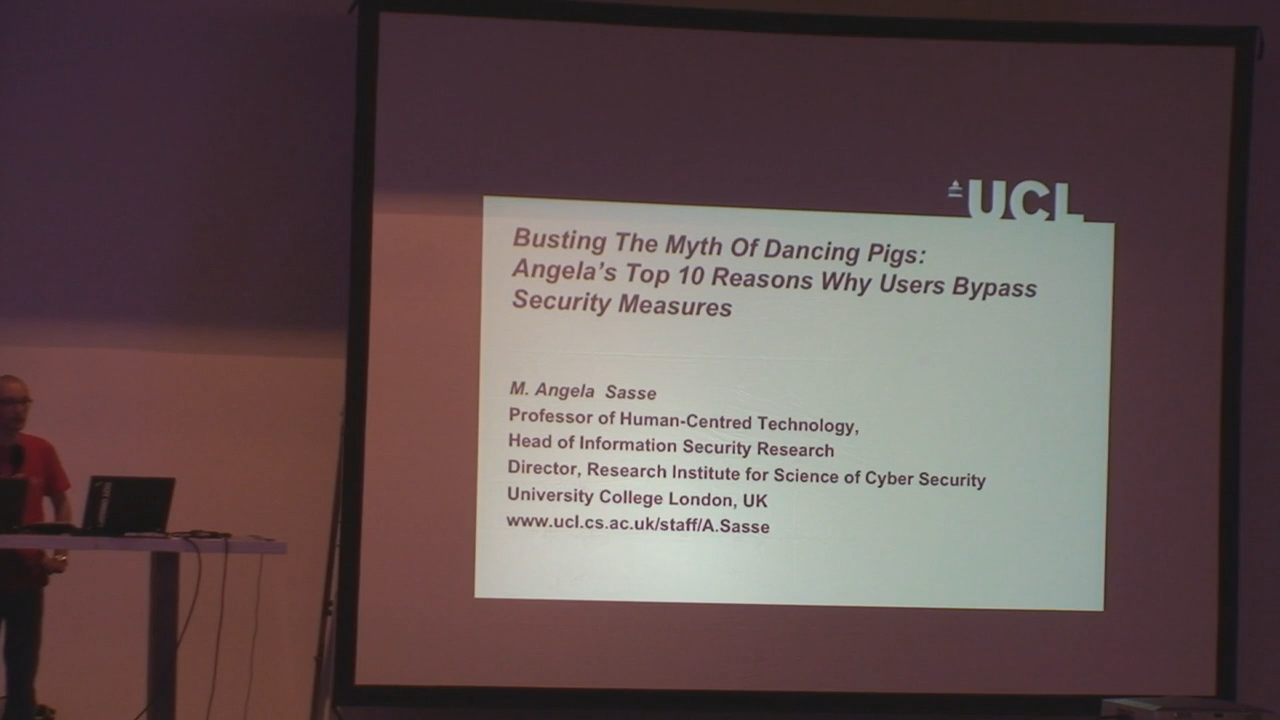 UCL
Busting The Myth Of Dancing Pigs:
Angela's Top 10 Reasons Why Users Bypass
Security Measures
M. Angela Sasse
Professor of Human-Centred Technology,
Head of Information Security Research
Director, Research Institute for Science of Cyber Security
University College London, UK
www.ucl.cs.ac.uk/staff/A.Sasse